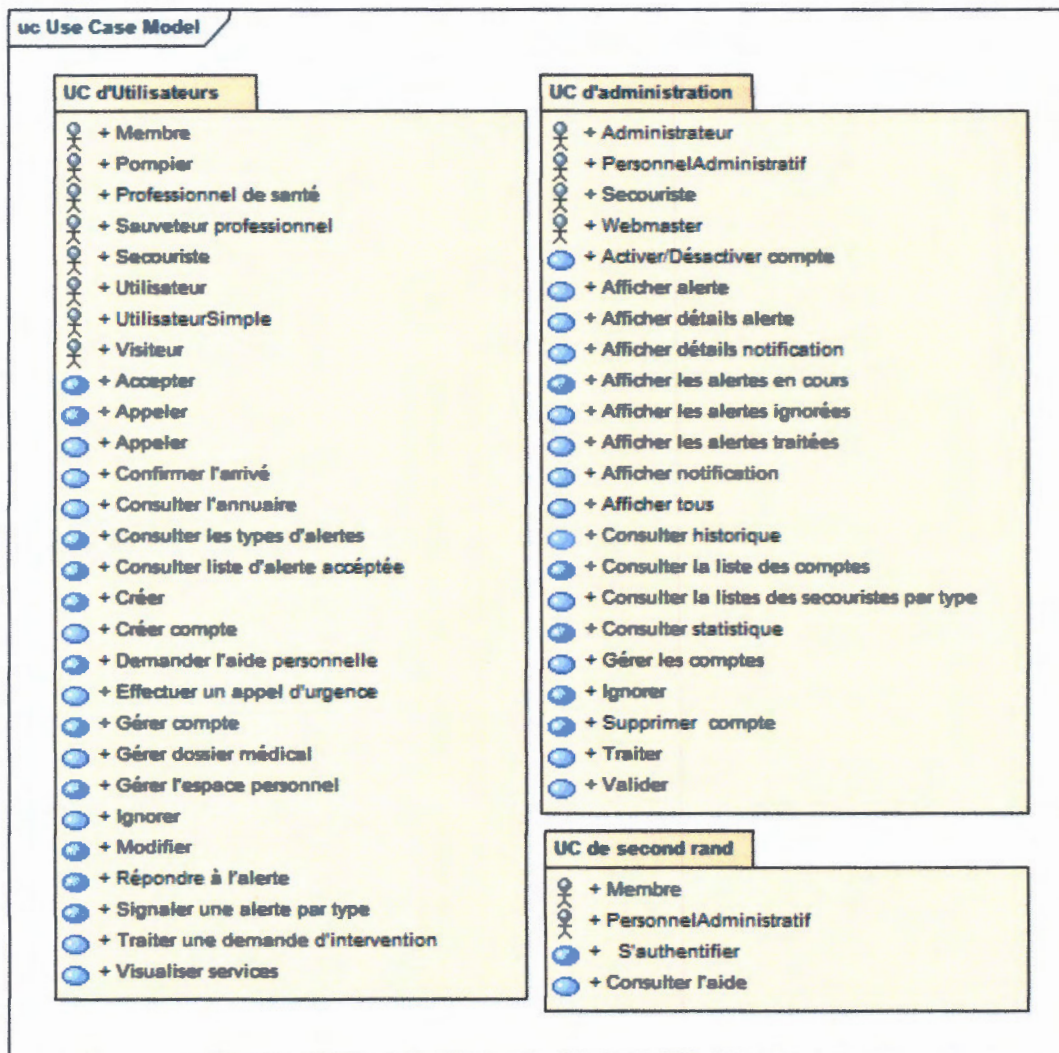 uc Use Case Model
UC d'Utilisateurs
+ Membre
+ Pompier
+ Professionnel de santé
+ Sauveteur professionnel
+ Secouriste
+ Utilisateur
+ UtilisateurSimple
+ Visiteur
+ Accepter
+ Appeler
+ Appeler
+ Confirmer l'arrivé
+ Consulter l'annuaire
+ Consulter les types d'alertes
+ Consulter liste d'alerte accéptée
+ Créer
+ Créer compte
+ Demander l'aide personnelle
+ Effectuer un appel d'urgence
+ Gérer compte
+ Gérer dossier médical
+ Gérer l'espace personnel
+ Ignorer
+ Modifier
+ Répondre à l'alerte
+ Signaler une alerte par type
+ Traiter une demande d'intervention
+ Visualiser services
UC d'administration
+ Administrateur
+ PersonnelAdministratif
+ Secouriste
+ Webmaster
+ Activer/Désactiver compte
+ Afficher alerte
+ Afficher détails alerte
+ Afficher détails notification
+ Afficher les alertes en cours
+ Afficher les alertes ignorées
+ Afficher les alertes traitées
+ Afficher notification
+ Afficher tous
+ Consulter historique
+ Consulter la liste des comptes
+ Consulter la listes des secouristes par type
+ Consulter statistique
+ Gérer les comptes
+ Ignorer
+ Supprimer compte
+ Traiter
+ Valider
UC de second rand
+ Membre
+ PersonnelAdministratif
+ S'authentifier
+ Consulter l'aide